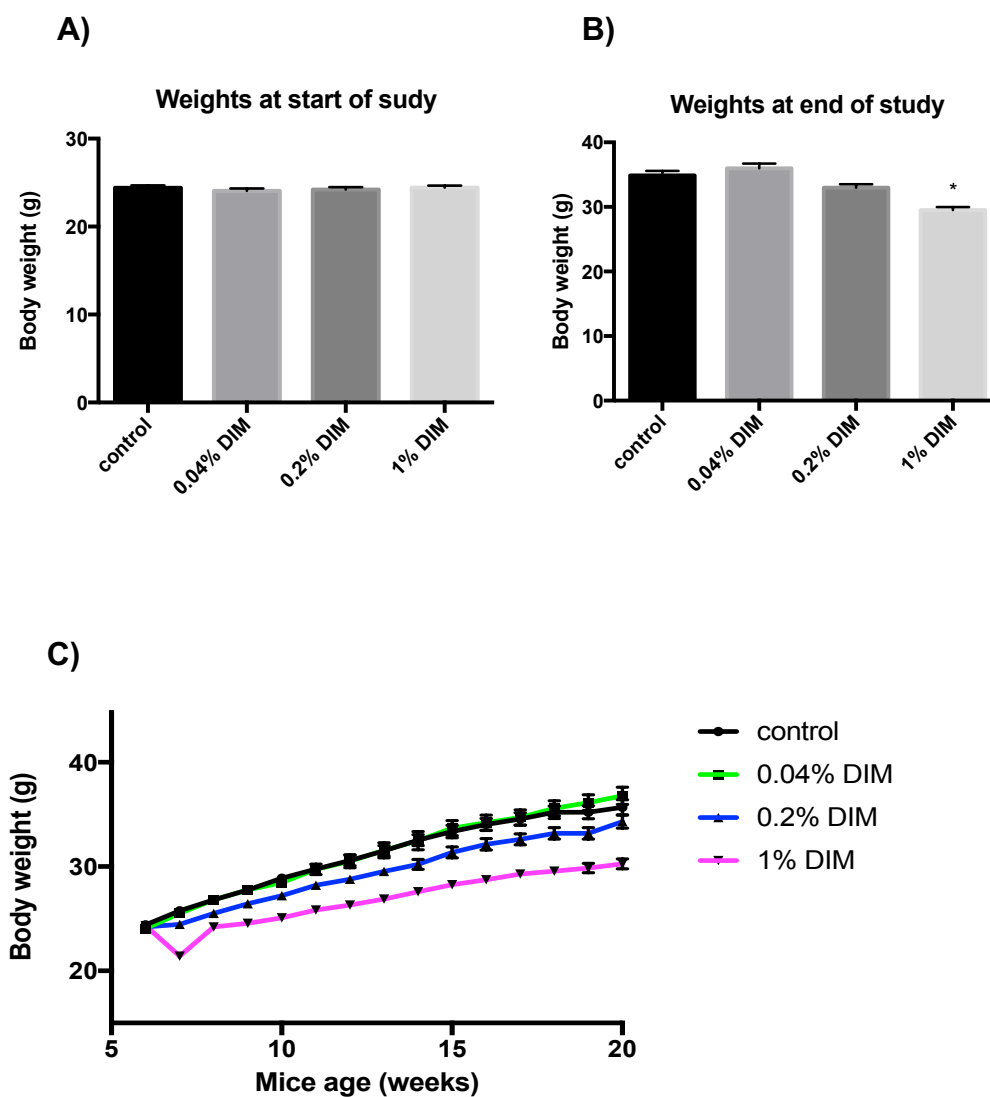 A)
Weights at start of sudy
Body weight (g)
30
20
10
0
control
0.04% DIM
0.2% DIM
1% DIM
B)
Weights at end of study
Body weight (g)
40
30
20
10
0
*
control
0.04% DIM
0.2% DIM
1% DIM
C)
Body weight (g)
40
30
20
5
10
15
20
Mice age (weeks)
control
0.04% DIM
0.2% DIM
1% DIM